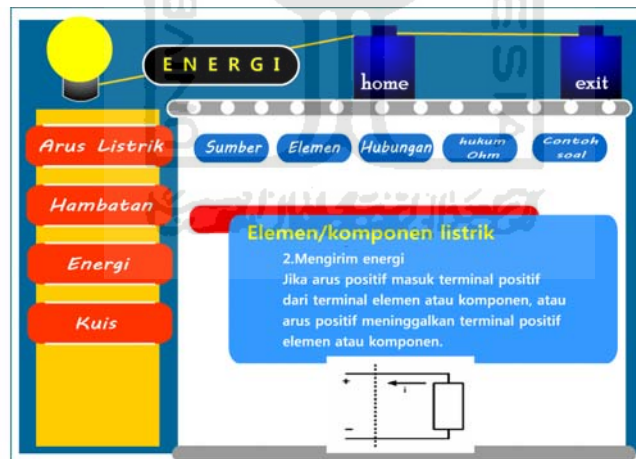 ENERGI
home
exit
Arus Listrik
Hambatan
Energi
Kuis
Sumber
Elemen
Hubungan
hukum
Ohm
Contoh
soal
Elemen/komponen listrik
2.Mengirim energi
Jika arus positif masuk terminal positif
dari terminal elemen atau komponen, atau
arus positif meninggalkan terminal positif
elemen atau komponen.
+
i
–